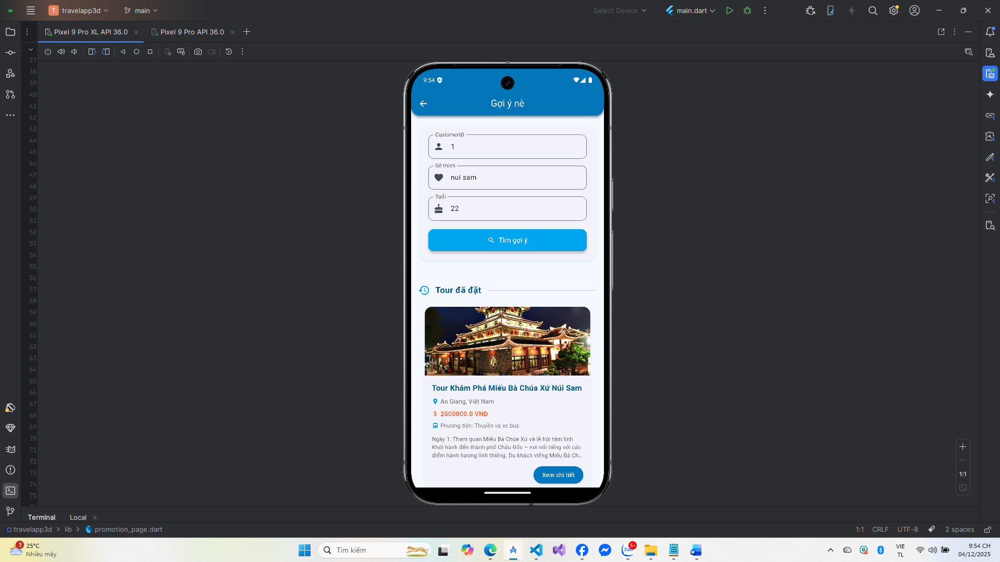 T travelapp3d main Select Device main.dart
Pixel 9 Pro XL API 36.0 Pixel 9 Pro API 36.0
37
38
39
40
41
42
43
44
45
46
47
48
49
50
51
52
53
54
55
56
57
58
59
60
61
62
63
64
65
66
67
68
69
70
71
72
73
74
75
9:54
Gợi ý nè
CustomerID
1
Sở thích
nui sam
Tuổi
22
Tìm gợi ý
Tour đã đặt
Tour Khám Phá Miếu Bà Chúa Xứ Núi Sam
An Giang, Việt Nam
$ 2500000.0 VNĐ
Phương tiện: Thuyền và xe bus
Ngày 1: Tham quan Miếu Bà Chúa Xứ và lễ hội tâm linh
Khởi hành đến thành phố Châu Đốc – nơi nổi tiếng với các
điểm hành hương linh thiêng. Du khách viếng Miếu Bà Ch...
Xem chi tiết
1:1
Terminal Local
travelapp3d > lib > promotion_page.dart 1:1 CRLF UTF-8 2 spaces
3 25°C
Nhiều mây
Tìm kiếm
Zalo 5+
VIE
TL
9:54 CH
04/12/2025